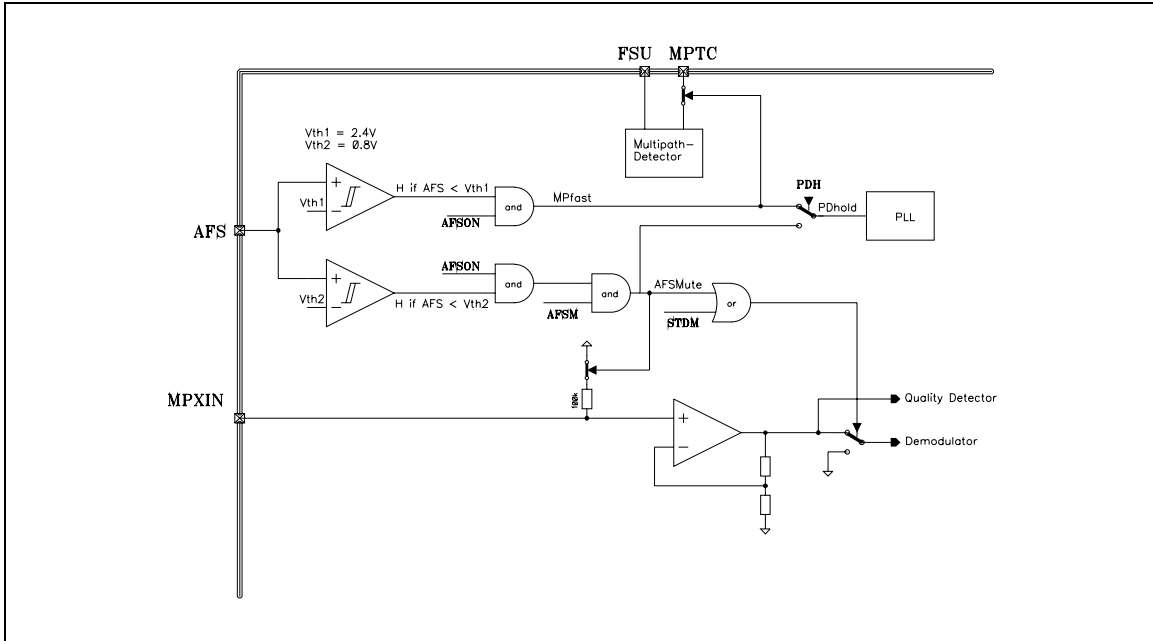 FSU MPTC
Vth1 = 2.4V
Vth2 = 0.8V
Multipath-
Detector
+
Vth1
−
H if AFS < Vth1
and
AFSON
MPfast
PDH
PDhold
PLL
AFS
+
Vth2
−
H if AFS < Vth2
AFSON
and
and
AFSM
AFSMute
or
STDM
100k
MPXIN
+
−
Quality Detector
Demodulator